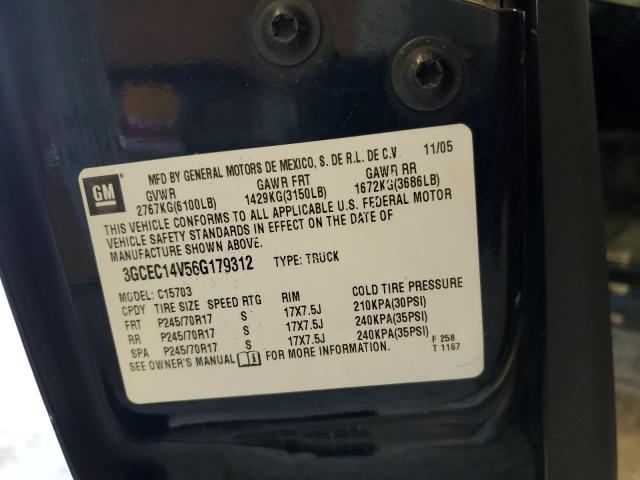 GM
MFD BY GENERAL MOTORS DE MEXICO, S. DE R.L. DE C.V. 11/05
GVWR GAWR FRT GAWR RR
2767KG(6100LB) 1429KG(3150LB) 1672KG(3686LB)
THIS VEHICLE CONFORMS TO ALL APPLICABLE U.S. FEDERAL MOTOR
VEHICLE SAFETY STANDARDS IN EFFECT ON THE DATE OF
MANUFACTURE SHOWN ABOVE.
3GCEC14V56G179312 TYPE: TRUCK
MODEL: C15703
CPDY TIRE SIZE SPEED RTG RIM COLD TIRE PRESSURE
FRT P245/70R17 S 17X7.5J 210KPA(30PSI)
RR P245/70R17 S 17X7.5J 240KPA(35PSI)
SPA P245/70R17 S 17X7.5J 240KPA(35PSI)
SEE OWNER'S MANUAL FOR MORE INFORMATION.
F 258
T 1167